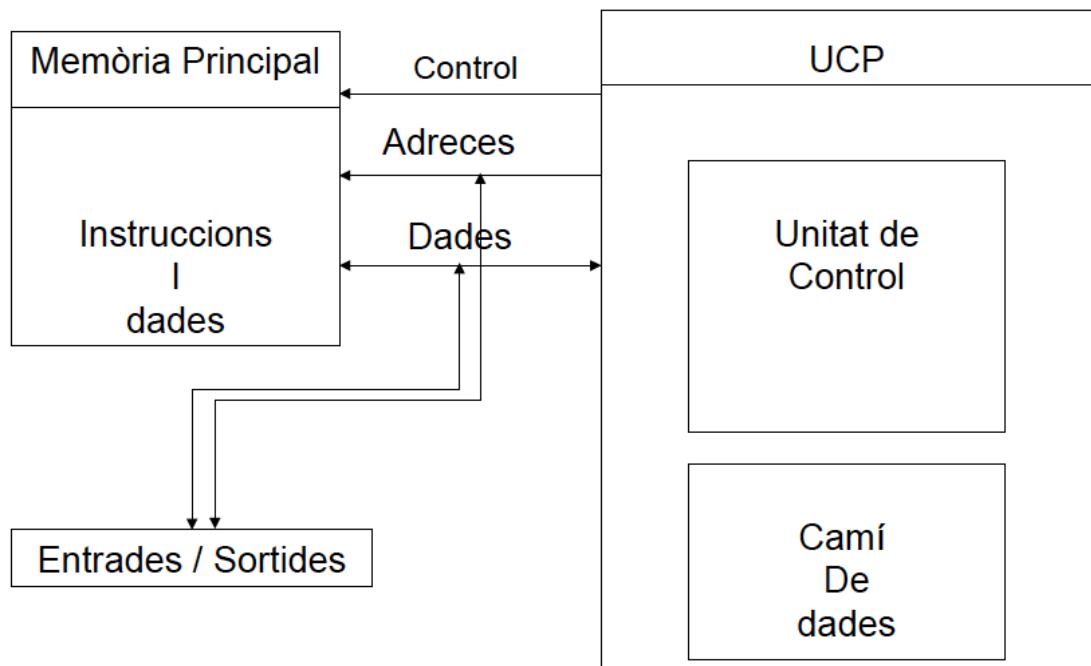 Memòria Principal
Instruccions
I
dades
Control
Adreces
Dades
Entrades / Sortides
UCP
Unitat de
Control
Camí
De
dades